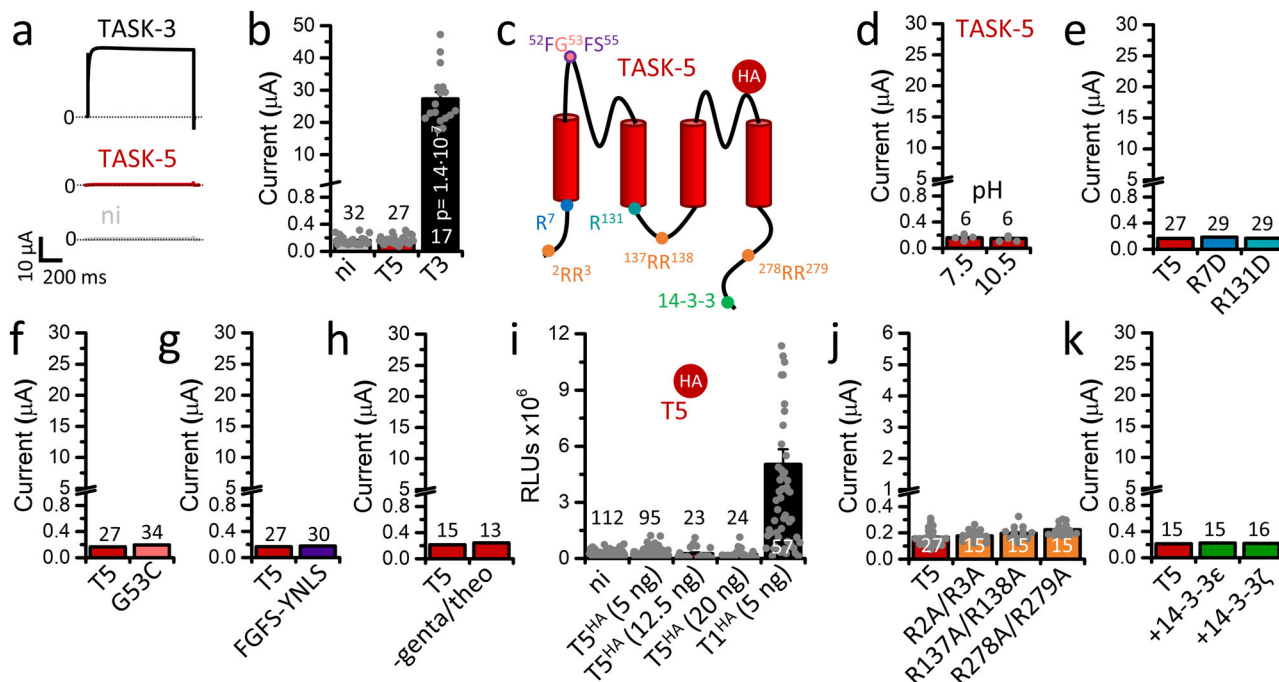 a
TASK-3
0
TASK-5
0
ni
0
10 µA
200 ms
b
Current (µA)
50
40
30
20
10
0.8
0.4
0.0
32
27
p= 1.4·10⁻⁷
17
ni
T5
T3
c
⁵²FG⁵³FS⁵⁵
TASK-5
HA
R⁷
R¹³¹
²RR³
¹³⁷RR¹³⁸
²⁷⁸RR²⁷⁹
14-3-3
d
TASK-5
Current (µA)
30
25
20
15
10
5
0.8
0.4
0.0
pH
6
6
7.5
10.5
e
Current (µA)
30
25
20
15
10
5
0.8
0.4
0.0
27
29
29
T5
R7D
R131D
f
Current (µA)
30
25
20
15
10
5
0.8
0.4
0.0
27
34
T5
G53C
g
Current (µA)
30
25
20
15
10
5
0.8
0.4
0.0
27
30
T5
FGFS-YNLS
h
Current (µA)
30
25
20
15
10
5
0.8
0.4
0.0
15
13
T5
-genta/theo
i
RLUs x10⁶
12
9
6
3
0
HA
T5
112
95
23
24
57
ni
T5ᴴᴬ (5 ng)
T5ᴴᴬ (12.5 ng)
T5ᴴᴬ (20 ng)
T1ᴴᴬ (5 ng)
j
Current (µA)
6
5
4
3
2
1
0.4
0.2
0.0
27
15
15
15
T5
R2A/R3A
R137A/R138A
R278A/R279A
k
Current (µA)
30
25
20
15
10
5
0.8
0.4
0.0
15
15
16
T5
+14-3-3ε
+14-3-3ζ